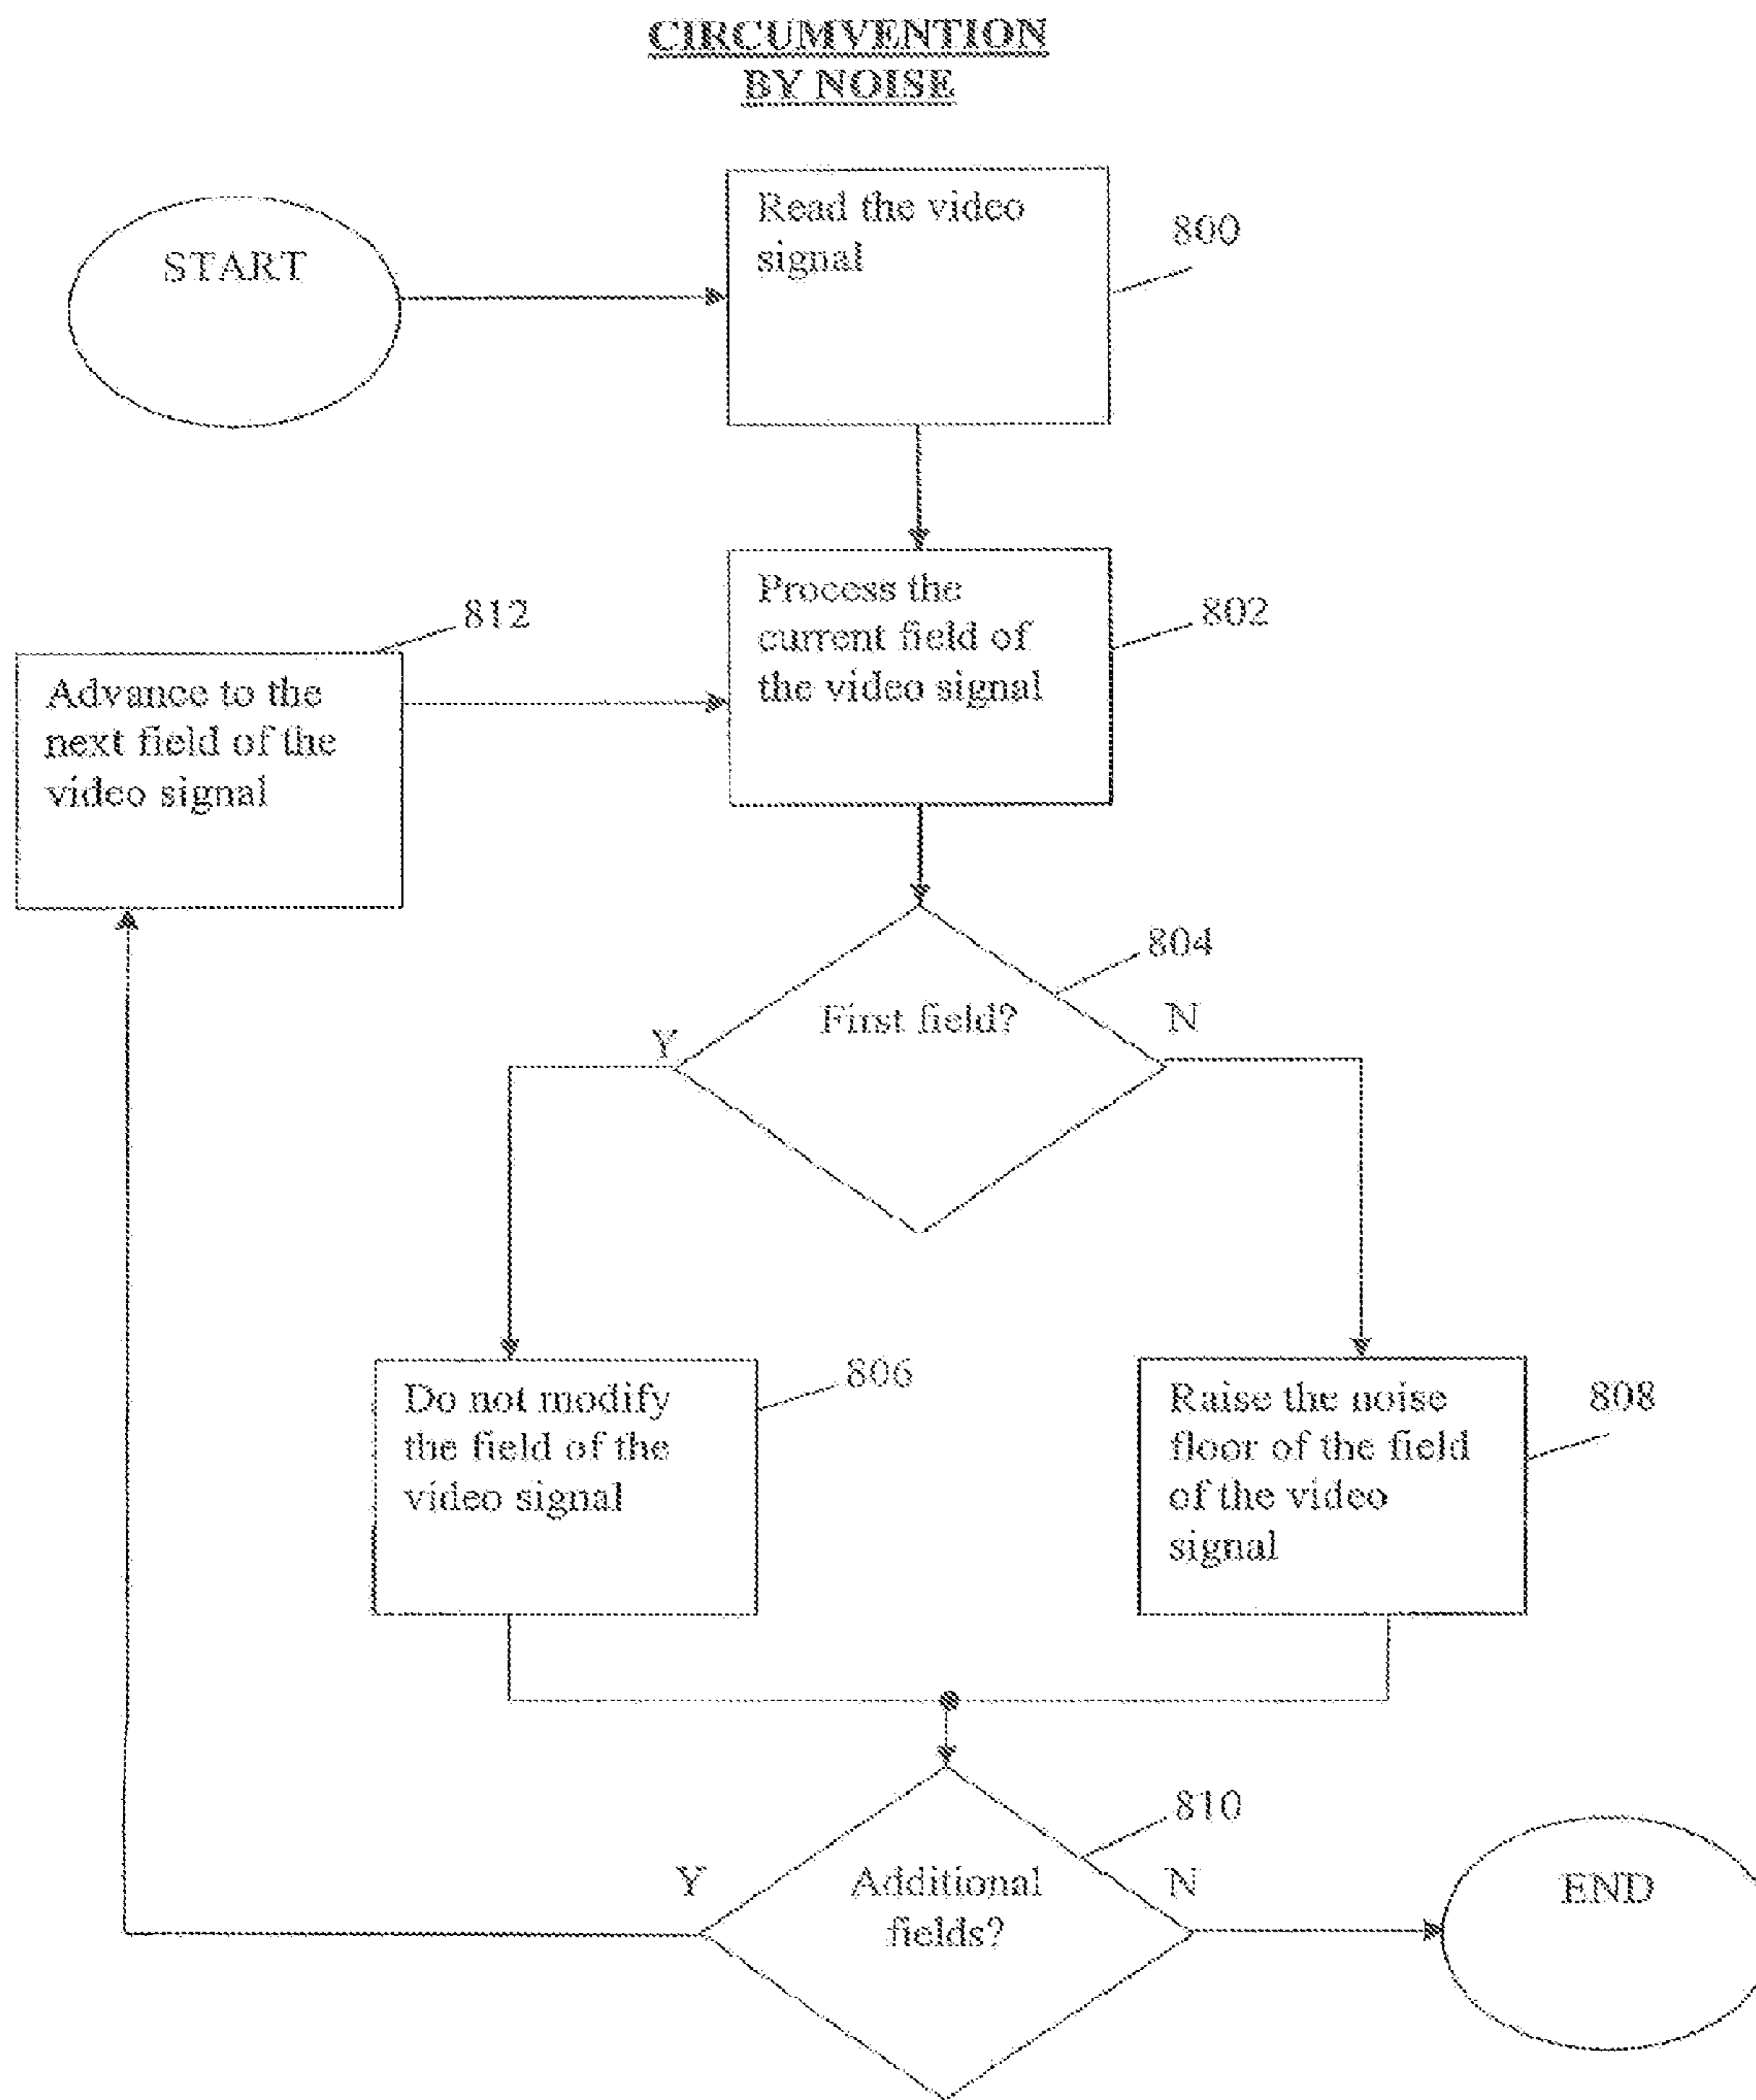 CIRCUMVENTION
BY NOISE
START
Read the video
signal
800
Process the
current field of
the video signal
802
812
Advance to the
next field of the
video signal
804
First field?
Y
N
Do not modify
the field of the
video signal
806
Raise the noise
floor of the field
of the video
signal
808
810
Additional
fields?
Y
N
END